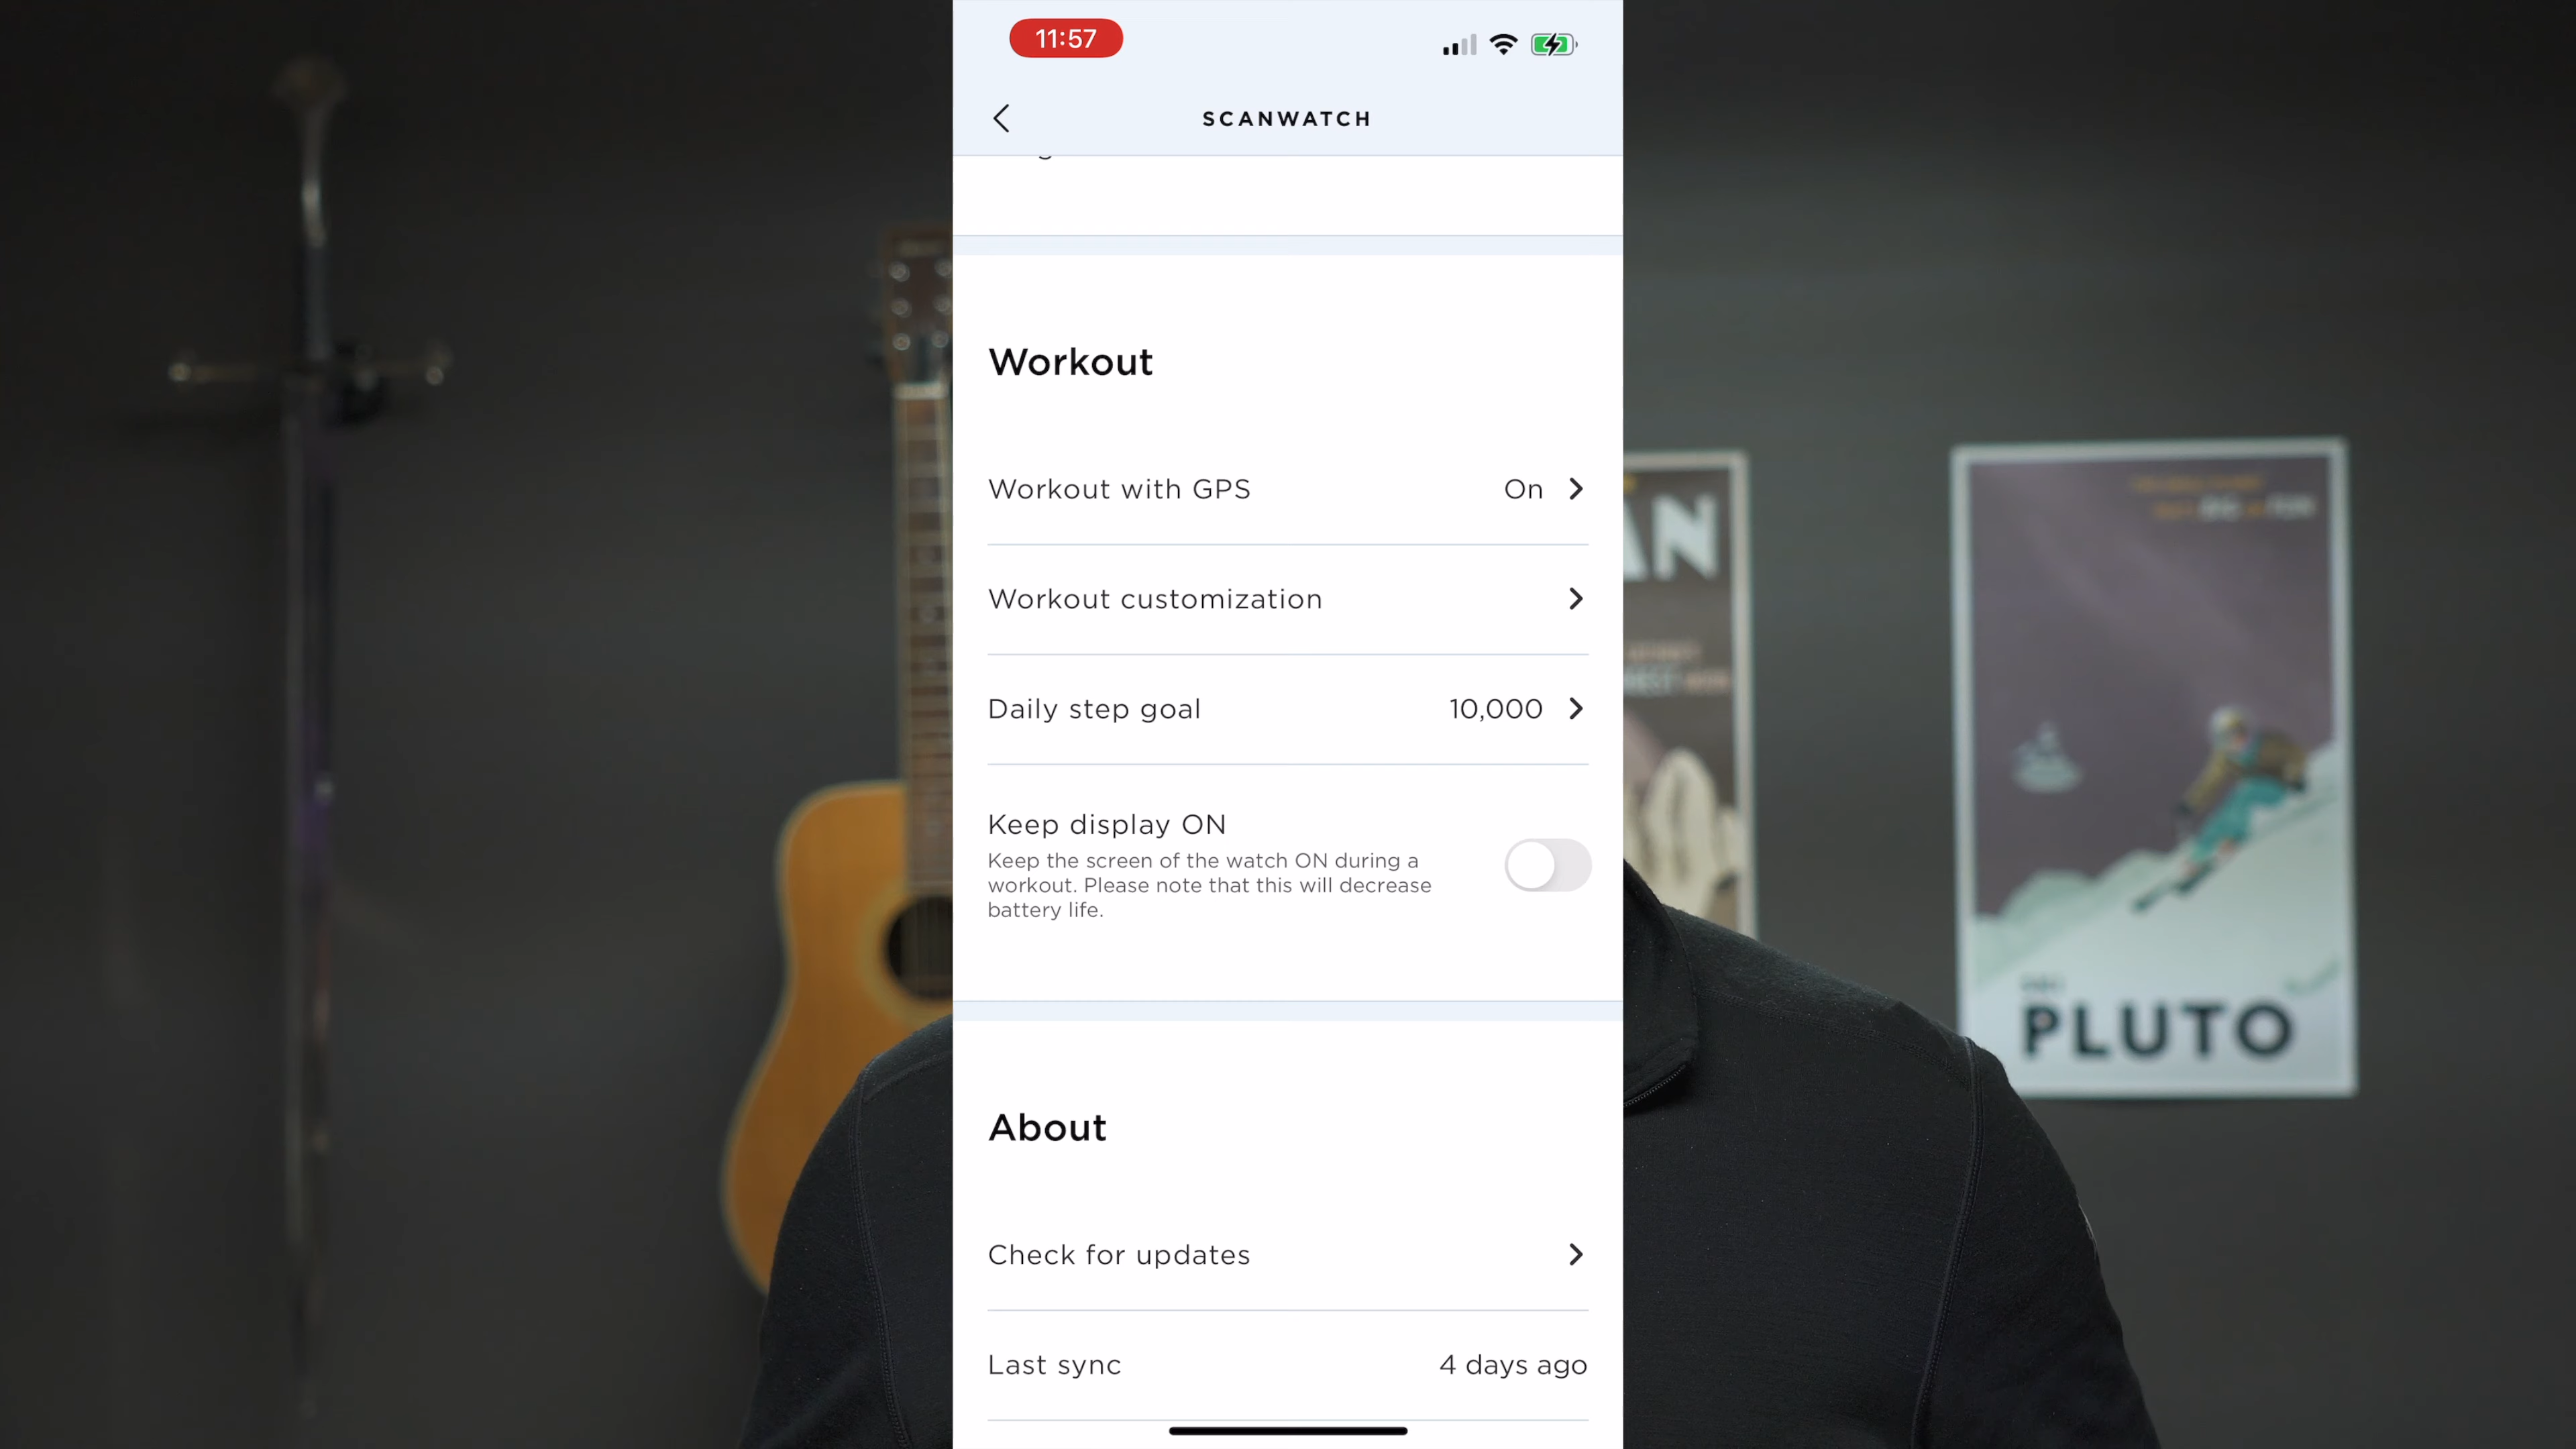 11:57
SCANWATCH
Workout
Workout with GPS On
Workout customization
Daily step goal 10,000
Keep display ON
Keep the screen of the watch ON during a
workout. Please note that this will decrease
battery life.
About
Check for updates
Last sync 4 days ago
AN
PLUTO